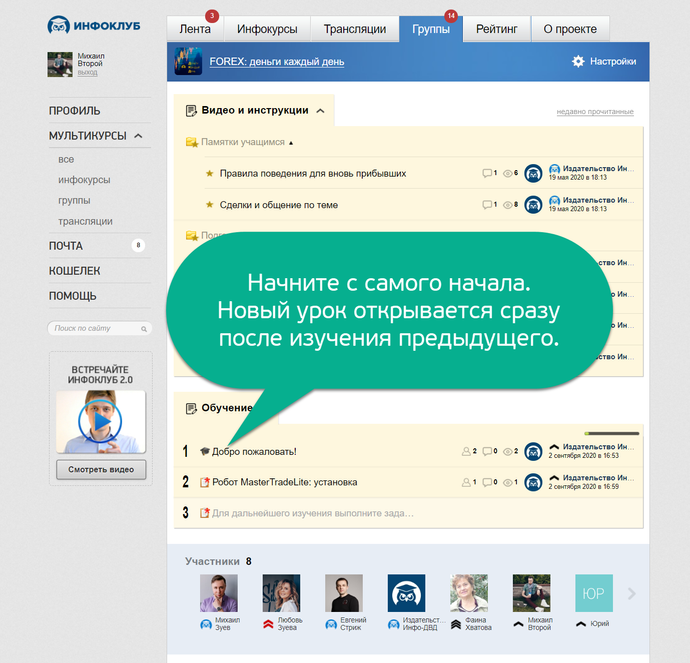 ИНФОКЛУБ
Михаил
Второй
выход
Лента
3
Инфокурсы
Трансляции
Группы
14
Рейтинг
О проекте
FOREX: деньги каждый день
Настройки
ПРОФИЛЬ
МУЛЬТИКУРСЫ
все
инфокурсы
группы
трансляции
ПОЧТА
8
КОШЕЛЕК
ПОМОЩЬ
Поиск по сайту
ВСТРЕЧАЙТЕ
ИНФОКЛУБ 2.0
Смотреть видео
Видео и инструкции
недавно прочитанные
Памятки учащимся
Правила поведения для вновь прибывших
1 6
Издательство Ин...
19 мая 2020 в 18:13
Сделки и общение по теме
1 8
Издательство Ин...
19 мая 2020 в 18:13
Начните с самого начала.
Новый урок открывается сразу
после изучения предыдущего.
Обучение
1 Добро пожаловать!
2 0 2
Издательство Ин...
2 сентября 2020 в 16:53
2 Робот MasterTradeLite: установка
1 0 1
Издательство Ин...
2 сентября 2020 в 16:59
3 Для дальнейшего изучения выполните зада...
Участники 8
Михаил
Зуев
Любовь
Зуева
Евгений
Стриж
Издательст...
Инфо-ДВД
Фаина
Хватова
Михаил
Второй
ЮР
Юрий